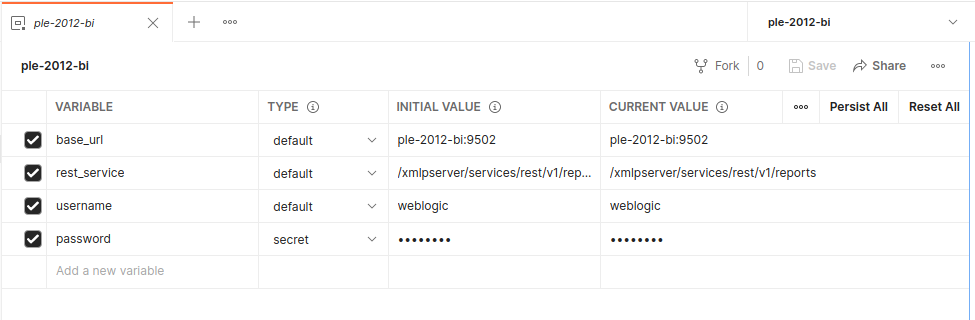 ple-2012-bi ple-2012-bi
ple-2012-bi Fork 0 Save Share
VARIABLE TYPE INITIAL VALUE CURRENT VALUE Persist All Reset All
base_url default ple-2012-bi:9502 ple-2012-bi:9502
rest_service default /xmlpserver/services/rest/v1/rep... /xmlpserver/services/rest/v1/reports
username default weblogic weblogic
password secret •••••••• ••••••••
Add a new variable